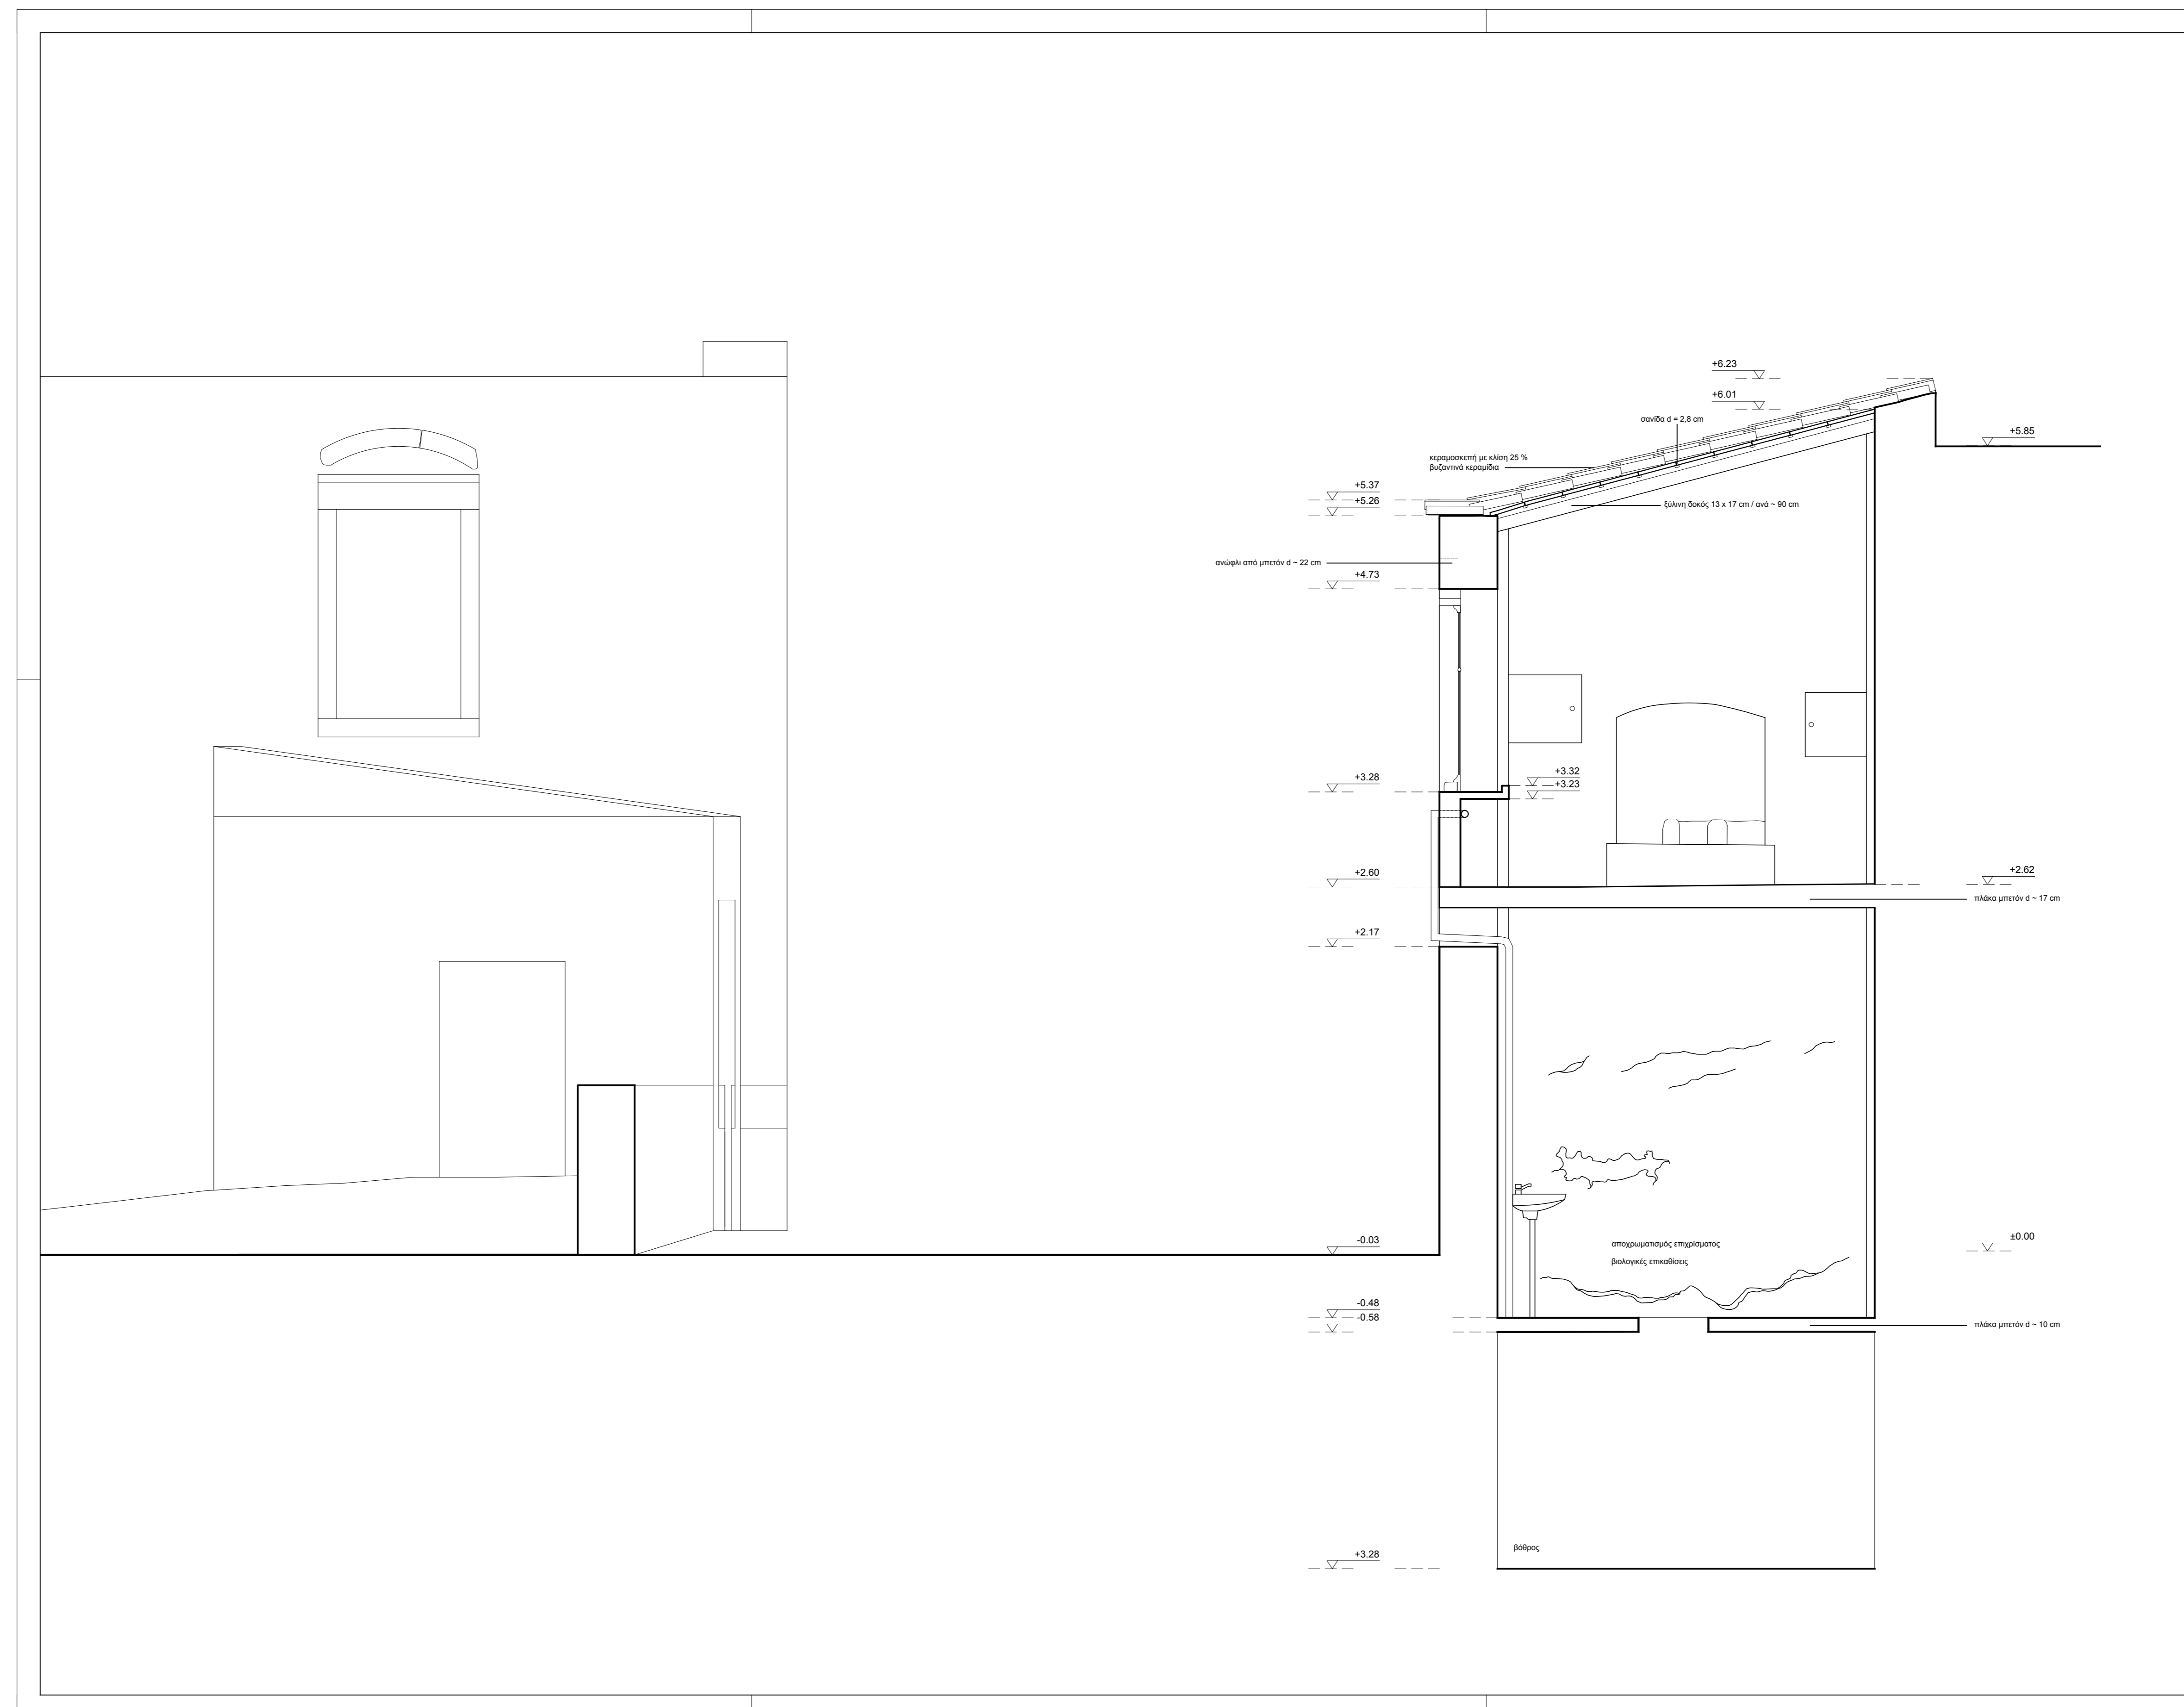 +6.23
+6.01
σανίδα d = 2,8 cm
+5.85
κεραμοσκεπή με κλίση 25 %
βυζαντινά κεραμίδια
+5.37
+5.26
ξύλινη δοκός 13 x 17 cm / ανά ~ 90 cm
ανώφλι από μπετόν d ~ 22 cm
+4.73
+3.32
+3.28
+3.23
+2.60
+2.62
πλάκα μπετόν d ~ 17 cm
+2.17
-0.03
±0.00
αποχρωματισμός επιχρίσματος
βιολογικές επικαθίσεις
-0.48
-0.58
πλάκα μπετόν d ~ 10 cm
βόθρος
+3.28